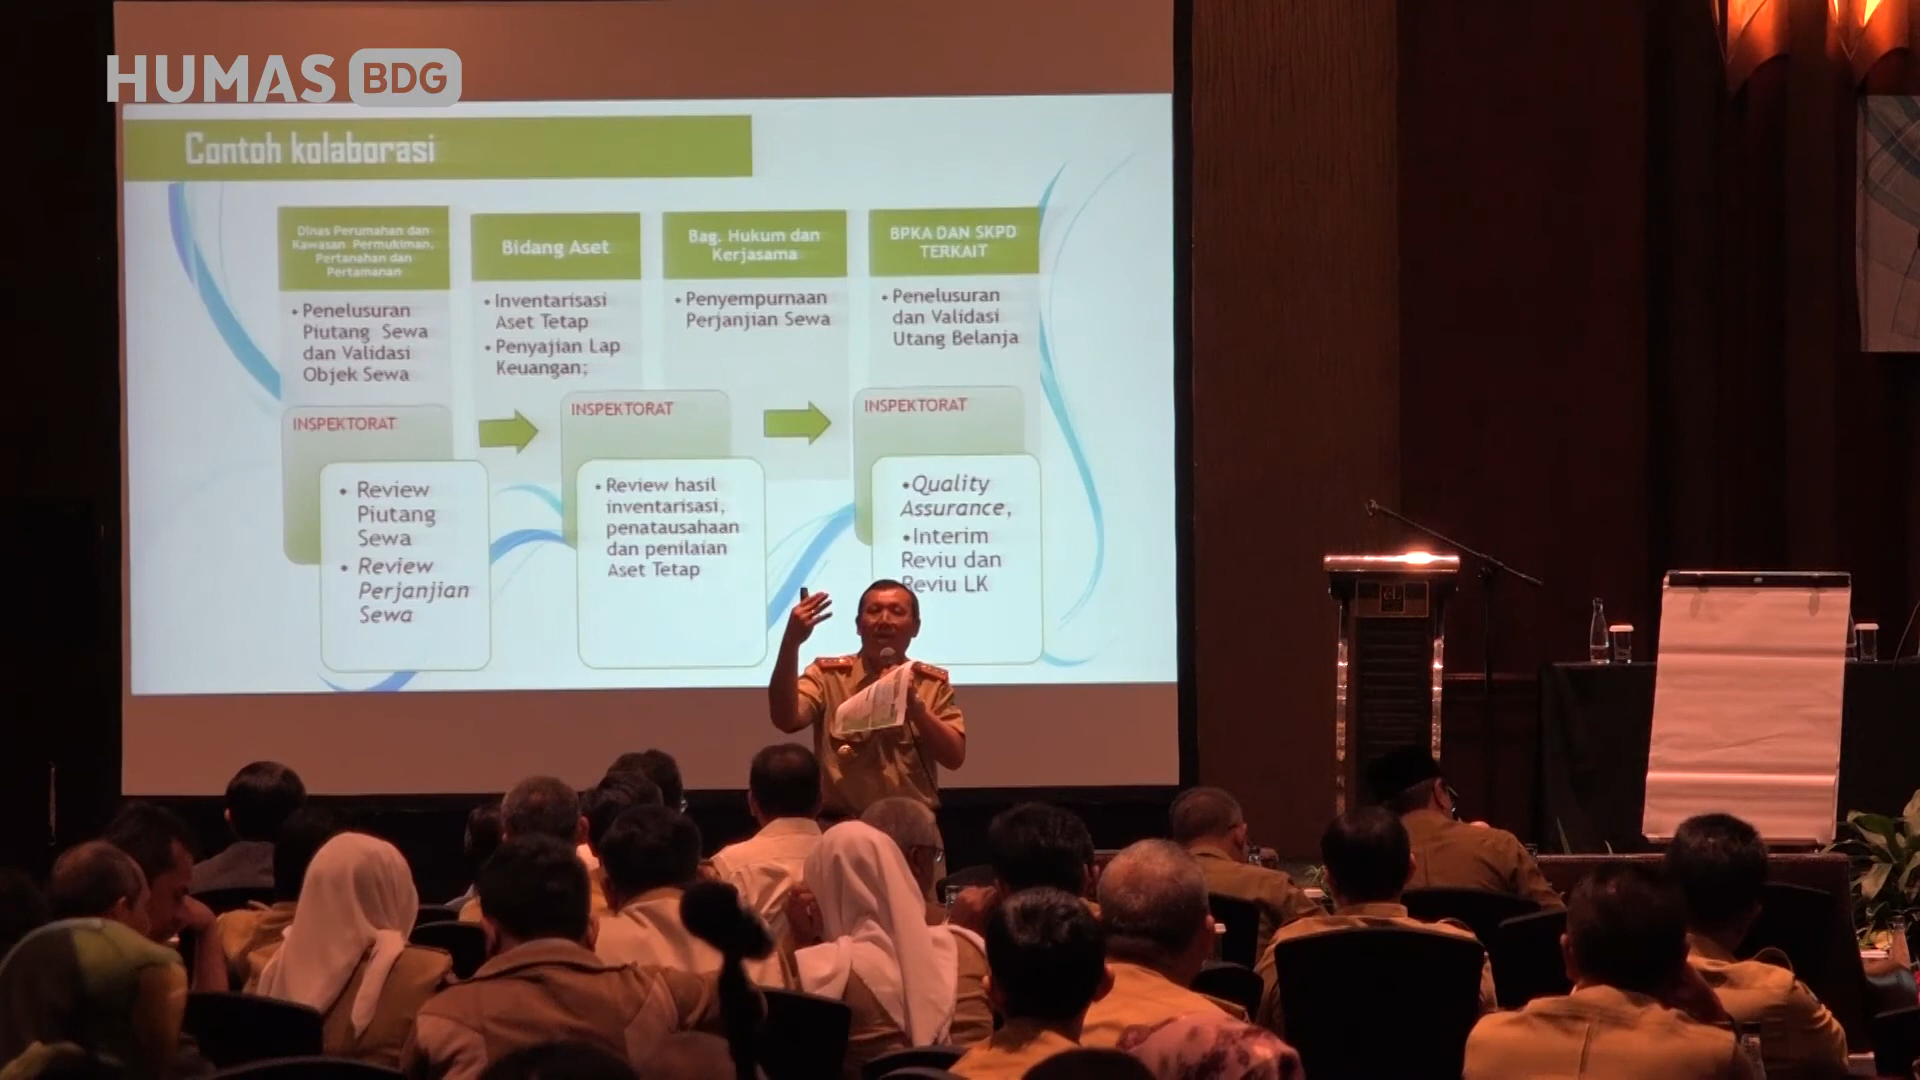 HUMAS BDG
Contoh kolaborasi
Dinas Perumahan dan
Kawasan Permukiman,
Pertanahan dan
Pertamanan
• Penelusuran
Piutang Sewa
dan Validasi
Objek Sewa
Bidang Aset
• Inventarisasi
Aset Tetap
• Penyajian Lap
Keuangan;
Bag. Hukum dan
Kerjasama
• Penyempurnaan
Perjanjian Sewa
BPKA DAN SKPD
TERKAIT
• Penelusuran
dan Validasi
Utang Belanja
INSPEKTORAT
• Review
Piutang
Sewa
• Review
Perjanjian
Sewa
INSPEKTORAT
• Review hasil
inventarisasi,
penatausahaan
dan penilaian
Aset Tetap
INSPEKTORAT
•Quality
Assurance,
•Interim
Reviu dan
Reviu LK